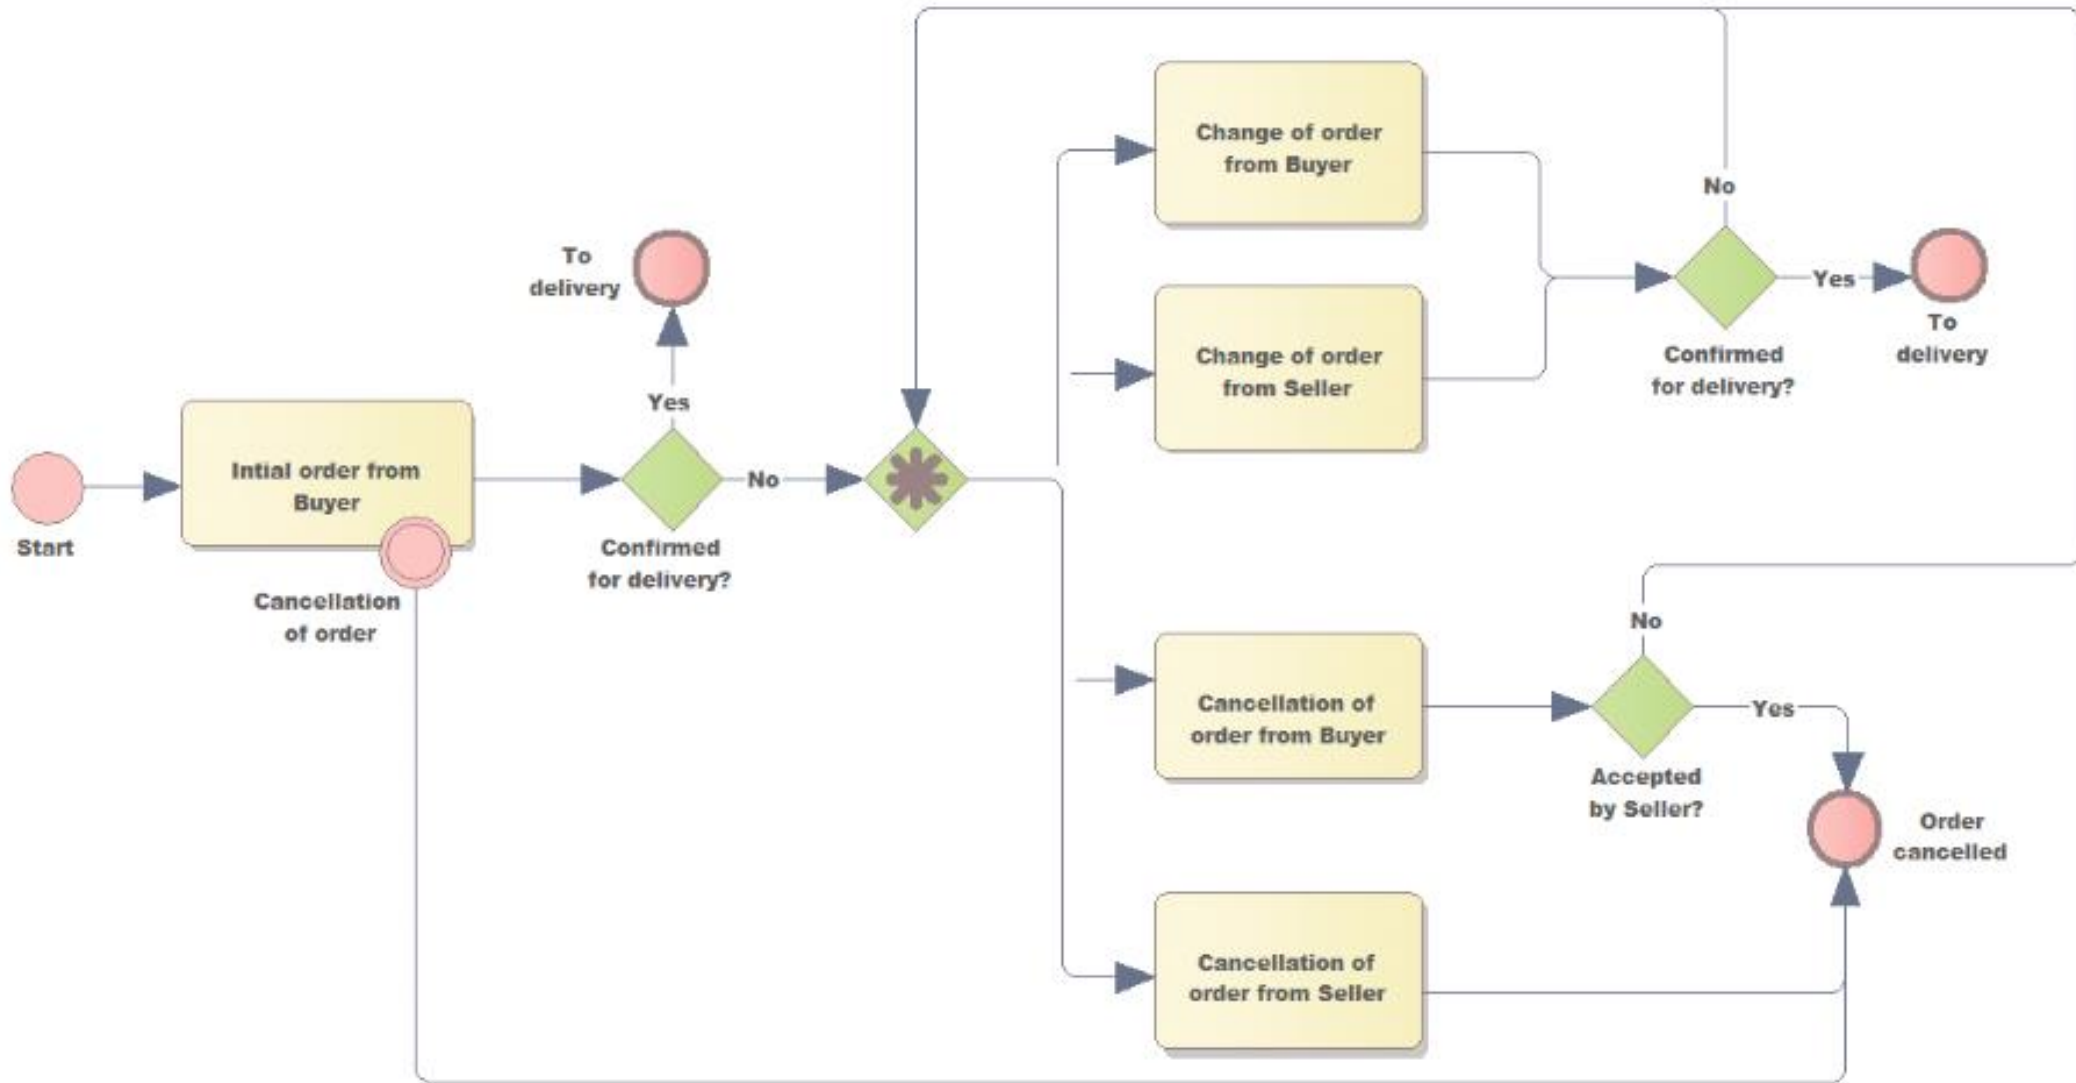 Start
Intial order from
Buyer
Cancellation
of order
To
delivery
Yes
Confirmed
for delivery?
No
Change of order
from Buyer
Change of order
from Seller
No
Confirmed
for delivery?
Yes
To
delivery
Cancellation of
order from Buyer
No
Accepted
by Seller?
Yes
Order
cancelled
Cancellation of
order from Seller